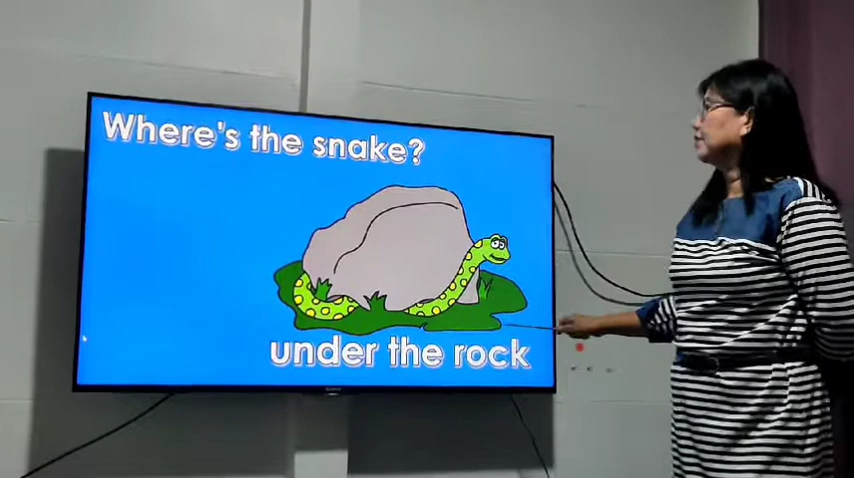 Where's the snake?
under the rock